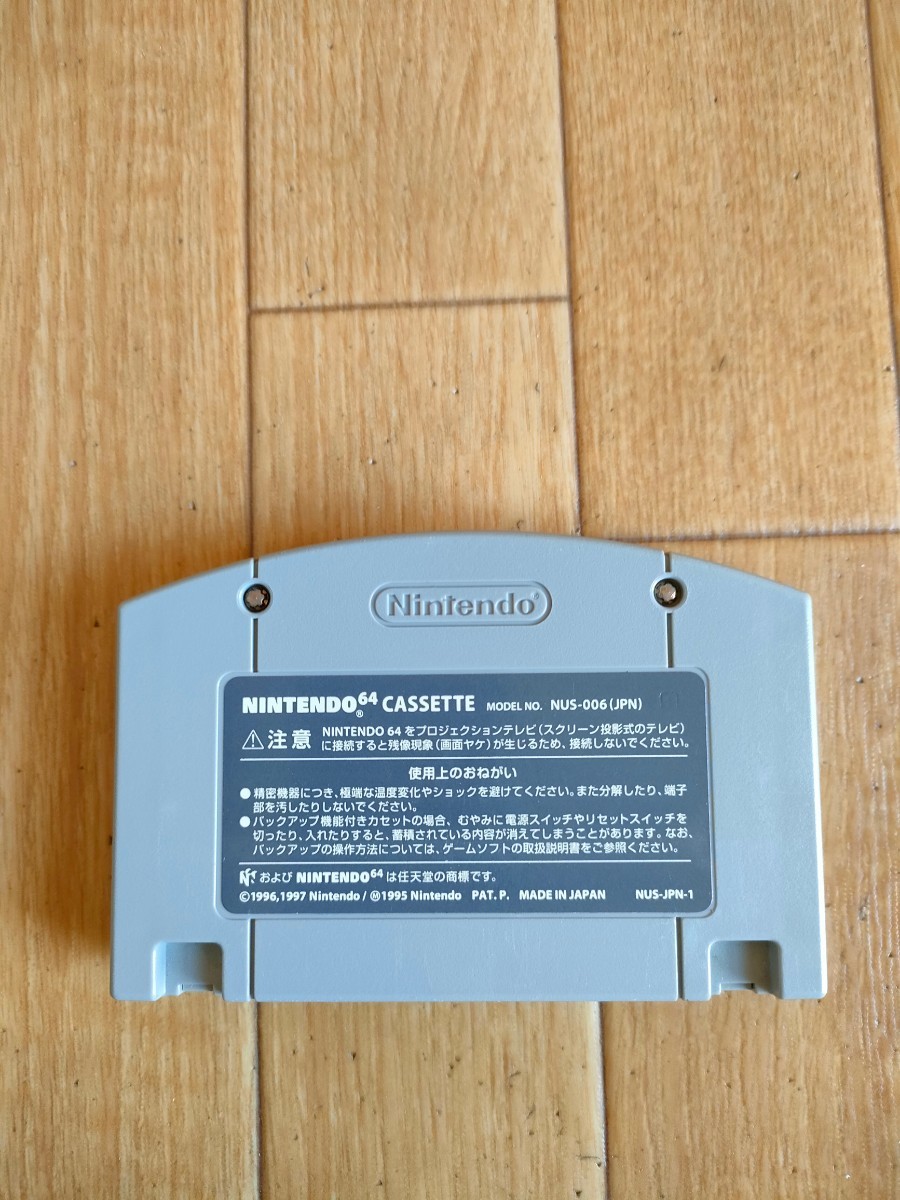 Nintendo®
NINTENDO64® CASSETTE MODEL NO. NUS-006(JPN)
⚠注意 NINTENDO 64 をプロジェクションテレビ(スクリーン投影式のテレビ)
に接続すると残像現象(画面ヤケ)が生じるため、接続しないでください。
使用上のおねがい
●精密機器につき、極端な温度変化やショックを避けてください。また分解したり、端子
部を汚したりしないでください。
●バックアップ機能付きカセットの場合、むやみに電源スイッチやリセットスイッチを
切ったり、入れたりすると、蓄積されている内容が消えてしまうことがあります。なお、
バックアップの操作方法については、ゲームソフトの取扱説明書をご参照ください。
および NINTENDO64 は任天堂の商標です。
©1996,1997 Nintendo/Ⓜ1995 Nintendo PAT. P. MADE IN JAPAN NUS-JPN-1